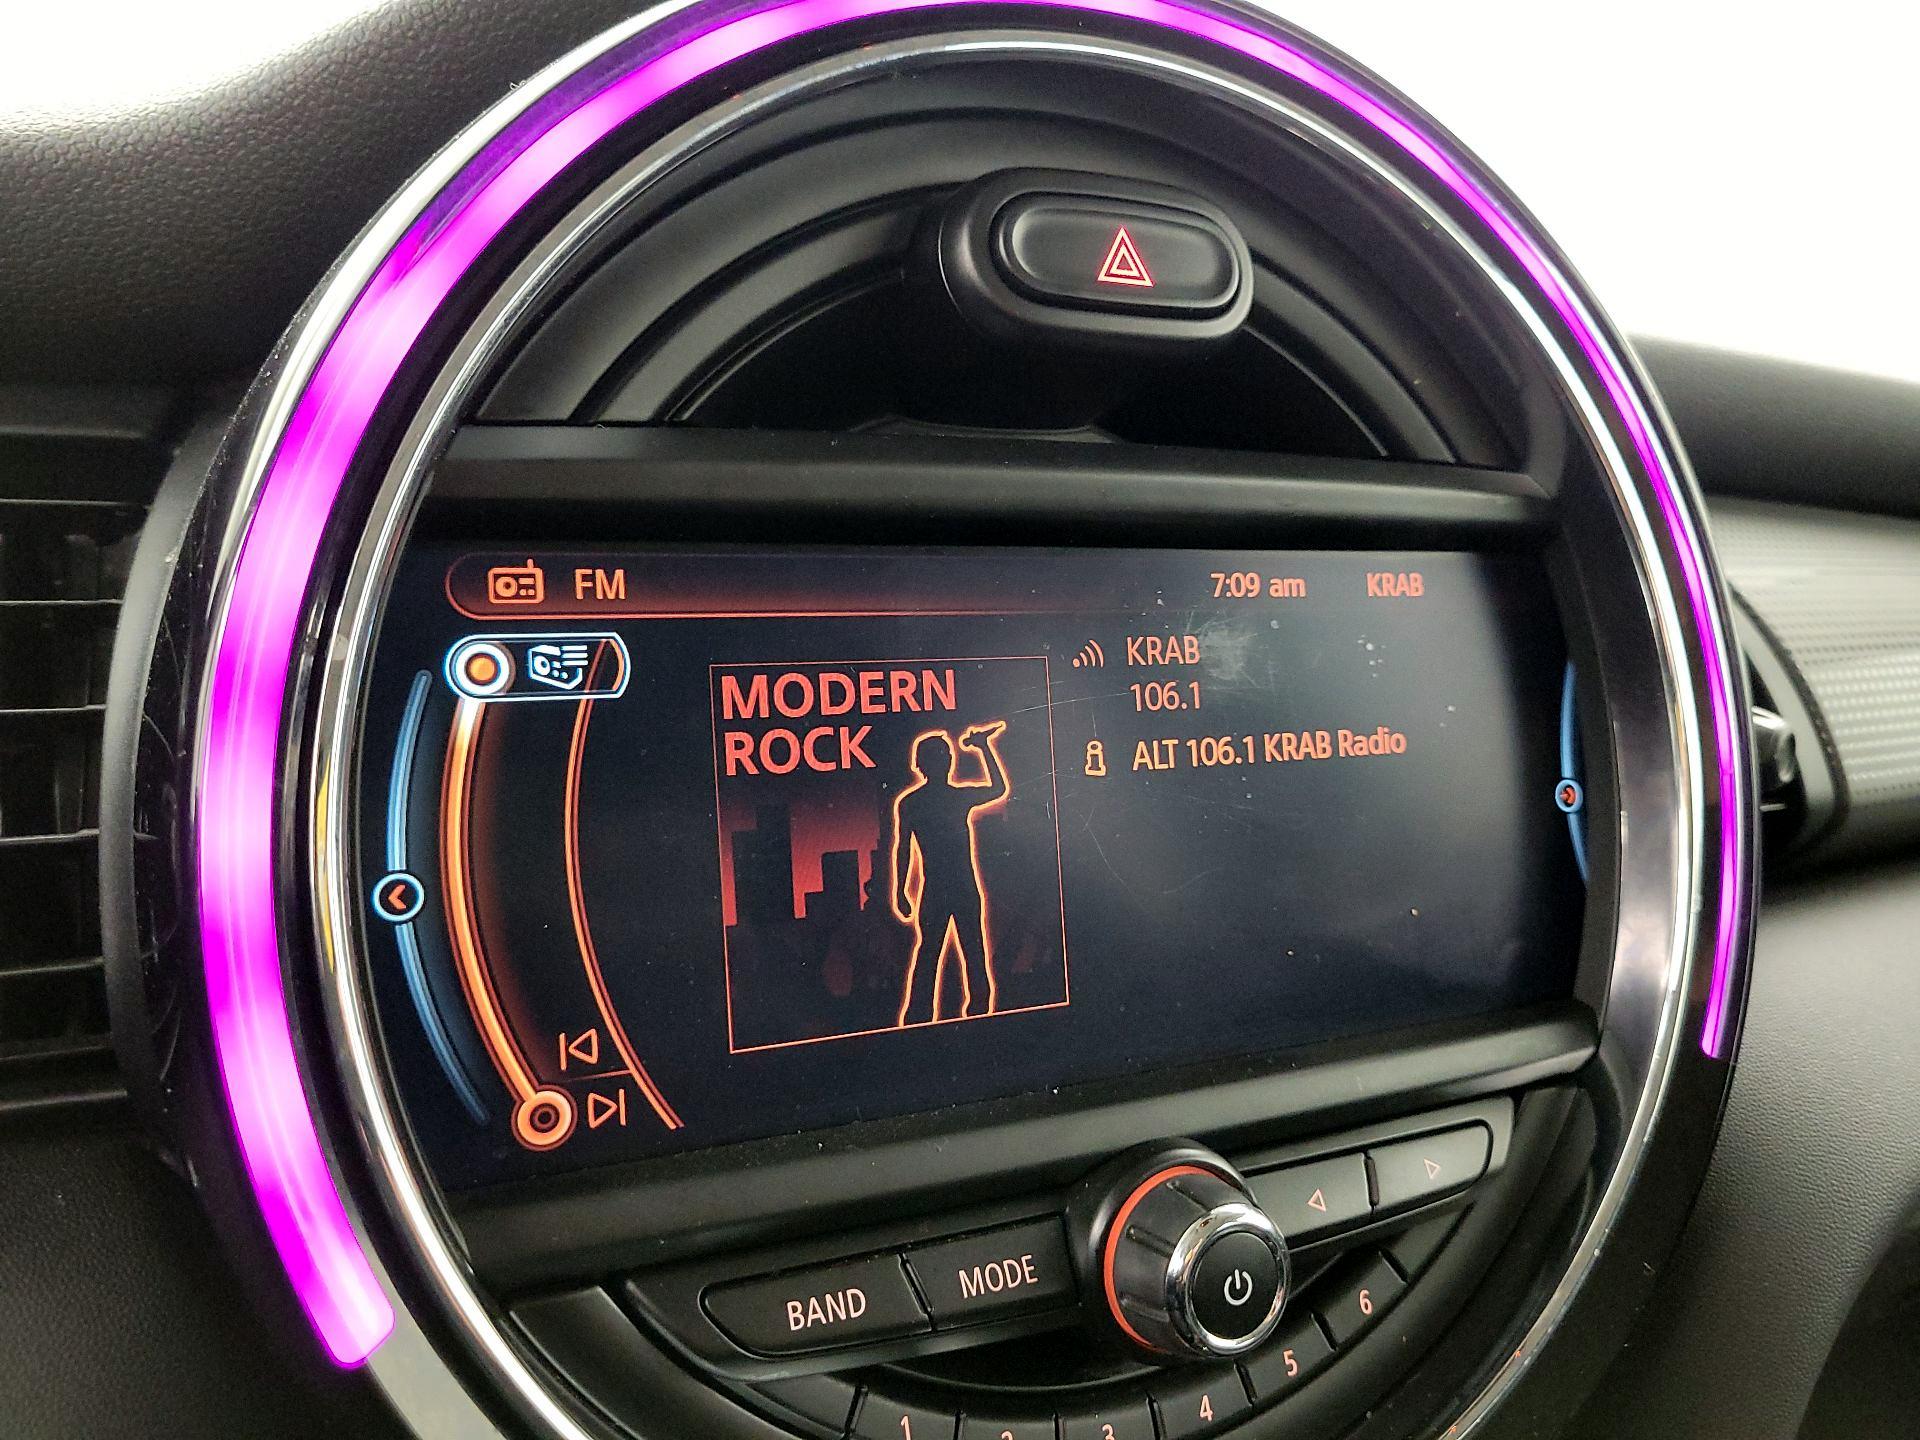 FM
7:09 am
KRAB
KRAB
106.1
ALT 106.1 KRAB Radio
MODERN
ROCK
BAND
MODE
1
2
3
4
5
6